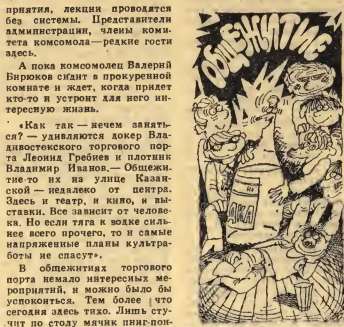 приятия, лекции проводятся
без системы. Представители
администрации, члены коми-
тета комсомола — редкие гости
здесь.
А пока комсомолец Валерий
Бирюков сидит в прокуренной
комнате и ждет, когда придет
кто-то и устроит для него ин-
тересную жизнь.
«Как так — нечем занять-
ся? — удивляются докер Вла-
дивостокского торгового пор-
та Леонид Гребнев и плотник
Владимир Иванов. — Общежи-
тие-то их на улице Казан-
ской — недалеко от центра.
Здесь и театр, и кино, и вы-
ставки. Все зависит от челове-
ка. Но если тяга к водке силь-
нее всего прочего, то и самые
напряженные планы культра-
боты не спасут».
В общежитиях торгового
порта немало интересных ме-
роприятий, и можно было бы
успокоиться. Тем более что
сегодня здесь тихо. Лишь сту-
чит по столу мячик пинг-пон-
ОБЩЕЖИТИЕ
ДКА